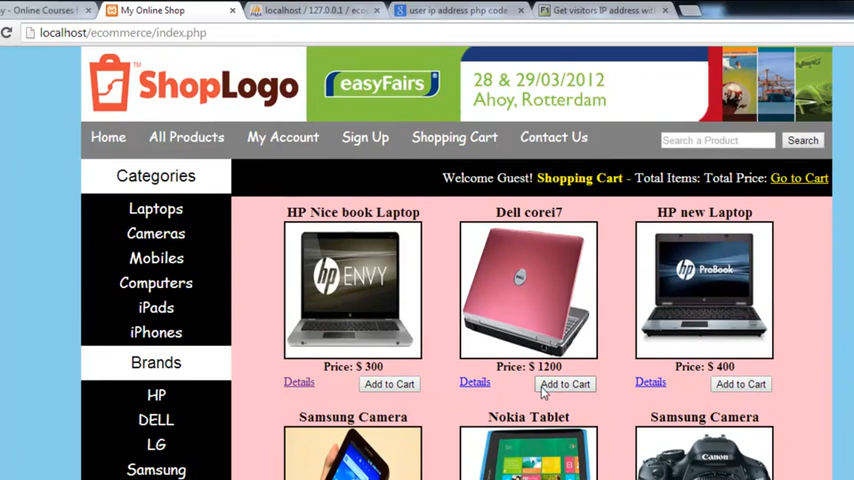 y - Online Courses f
My Online Shop
localhost / 127.0.0.1 / eco
user ip address php code
Get visitors IP address with
localhost/ecommerce/index.php
ShopLogo
easyFairs
28 & 29/03/2012
Ahoy, Rotterdam
Home All Products My Account Sign Up Shopping Cart Contact Us Search a Product Search
Categories
Welcome Guest! Shopping Cart - Total Items: Total Price: Go to Cart
Laptops
Cameras
Mobiles
Computers
iPads
iPhones
Brands
HP
DELL
LG
Samsung
HP Nice book Laptop
hp ENVY
Price: $ 300
Details Add to Cart
Dell corei7
DELL
Price: $ 1200
Details Add to Cart
HP new Laptop
hp ProBook
Price: $ 400
Details Add to Cart
Samsung Camera
Nokia Tablet
Samsung Camera
Canon